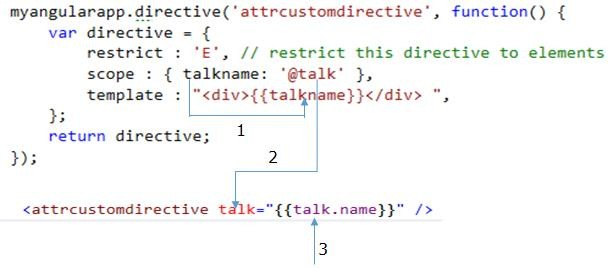 myangularapp.directive('attrcustomdirective', function() {
    var directive = {
        restrict : 'E', // restrict this directive to elements
        scope : { talkname: '@talk' },
        template : "<div>{{talkname}}</div> ",
    };
1
    return directive;
2
});
<attrcustomdirective talk="{{talk.name}}" />
3